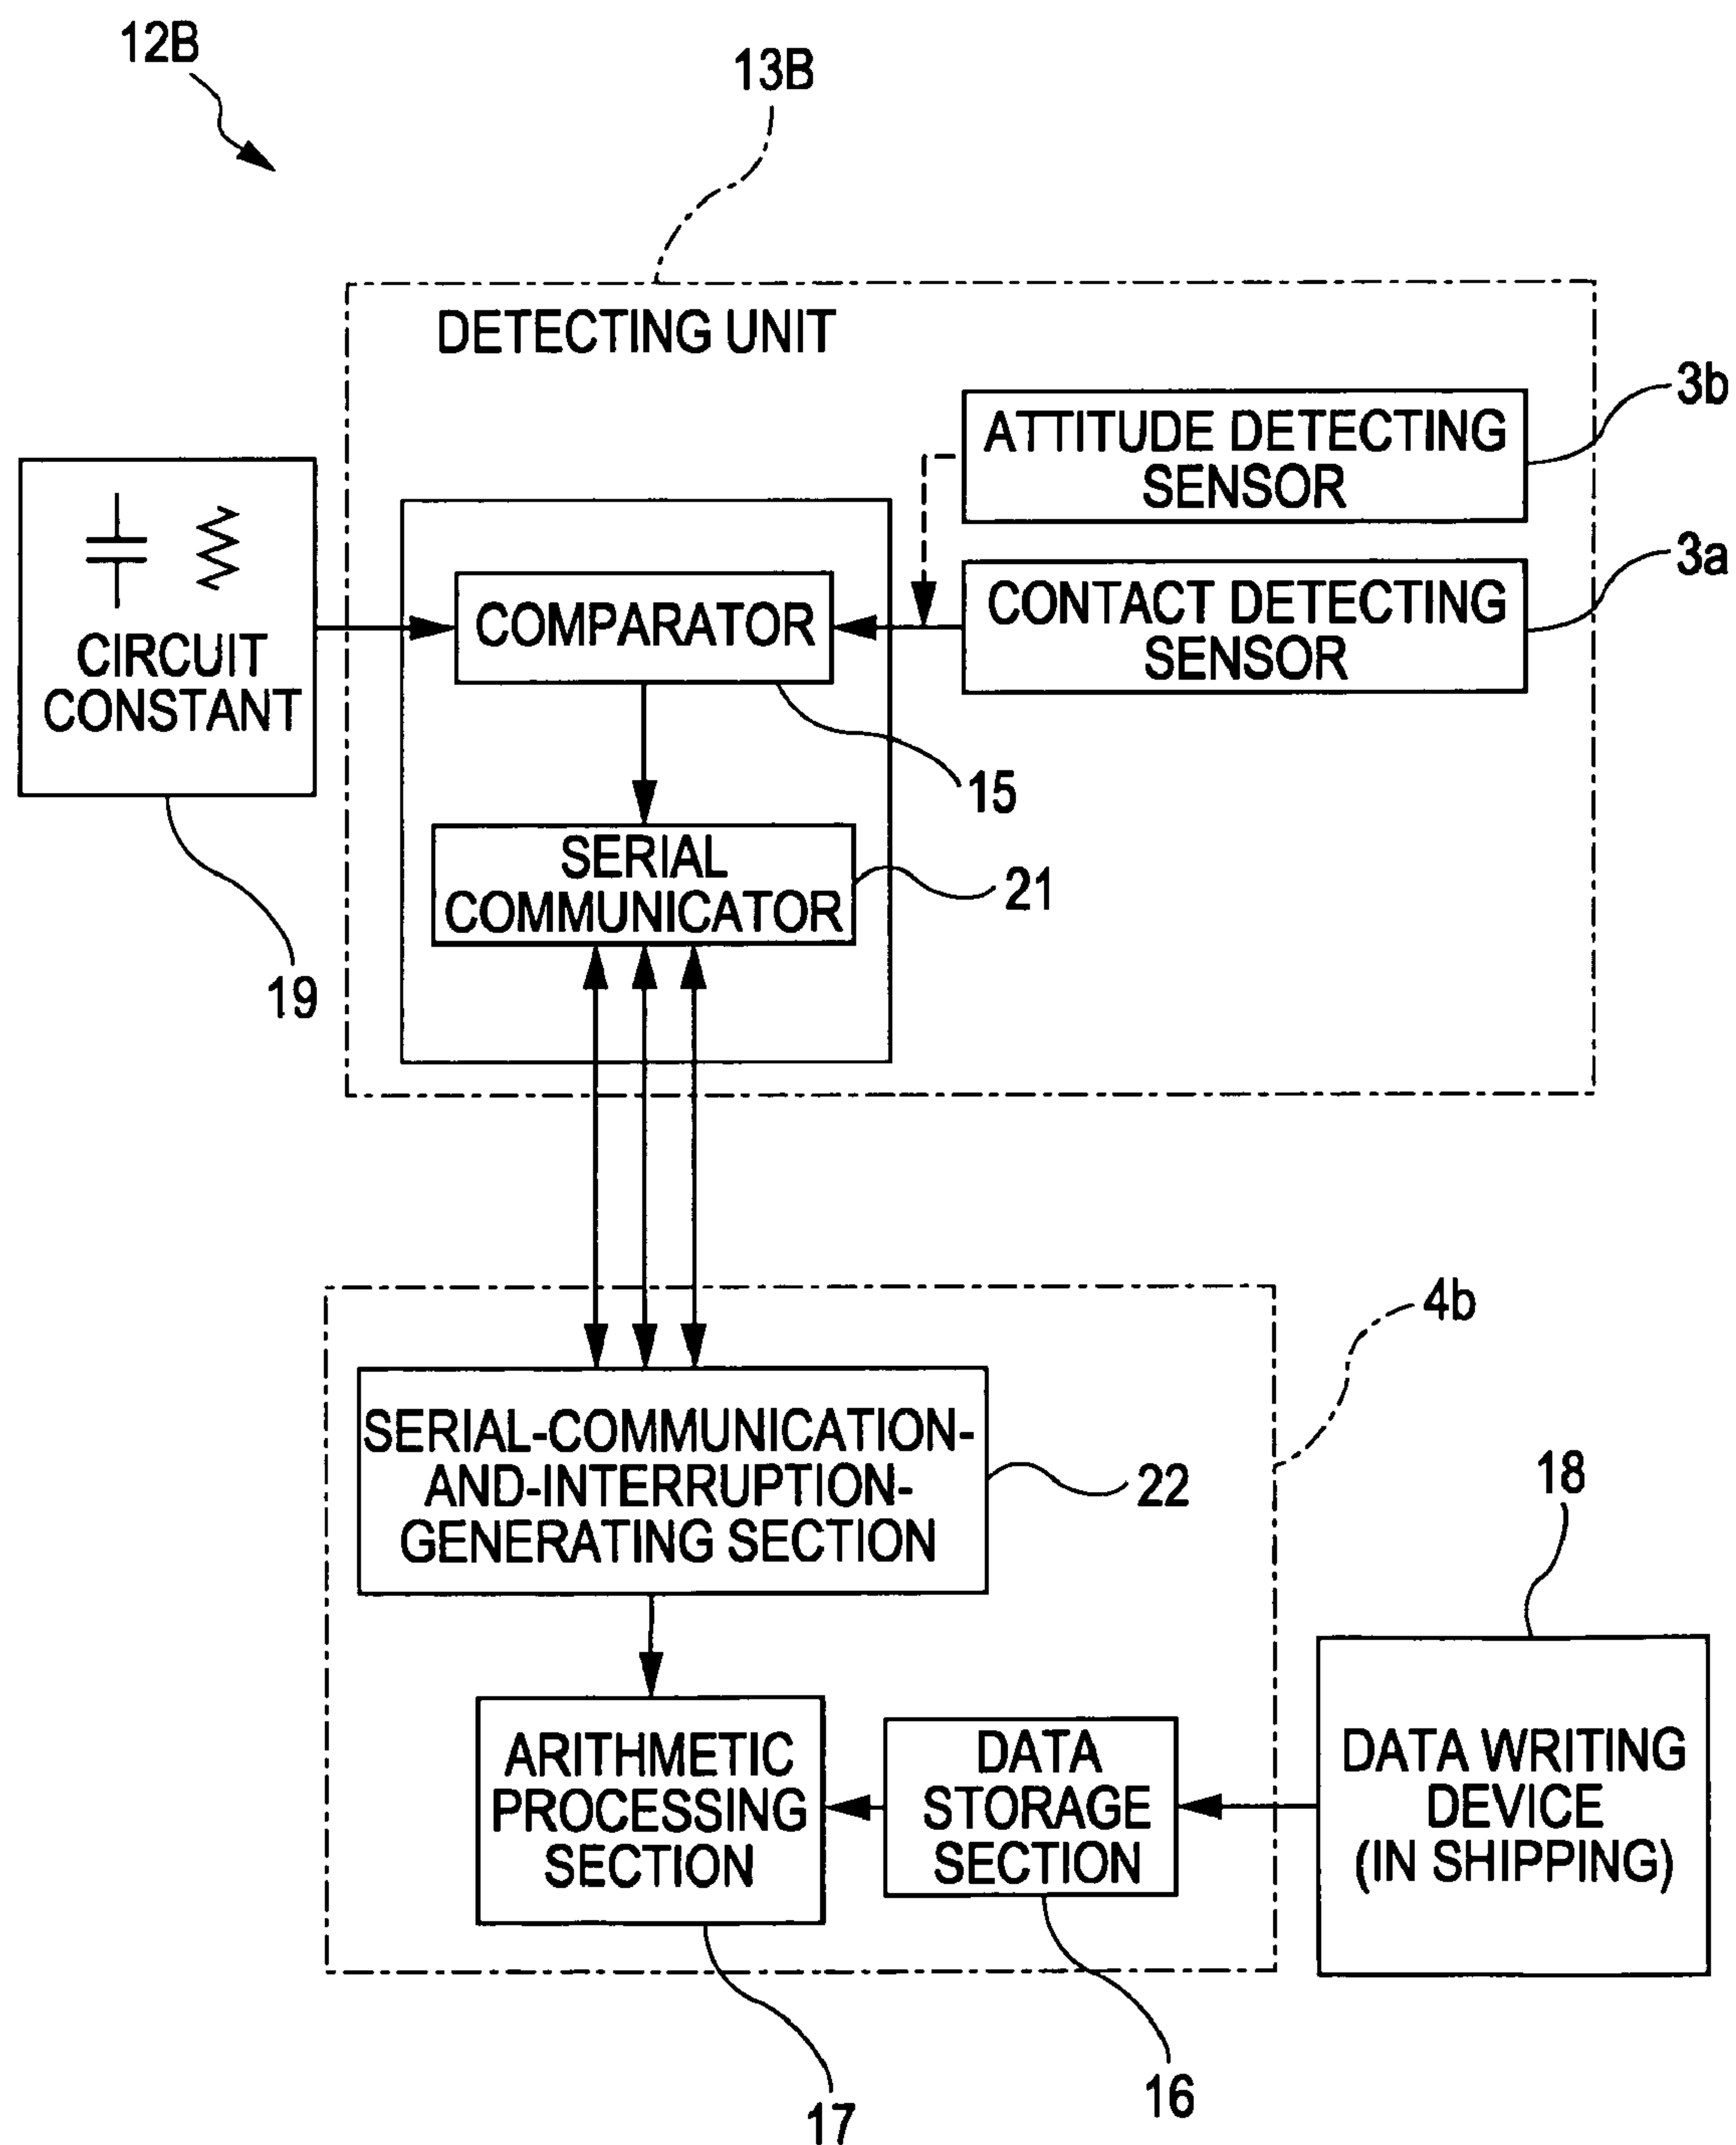 12B
13B
DETECTING UNIT
3b
ATTITUDE DETECTING
SENSOR
3a
CONTACT DETECTING
SENSOR
COMPARATOR
CIRCUIT
CONSTANT
15
SERIAL
COMMUNICATOR
21
19
4b
SERIAL-COMMUNICATION-
AND-INTERRUPTION-
GENERATING SECTION
22
18
ARITHMETIC
PROCESSING
SECTION
DATA
STORAGE
SECTION
DATA WRITING
DEVICE
(IN SHIPPING)
16
17